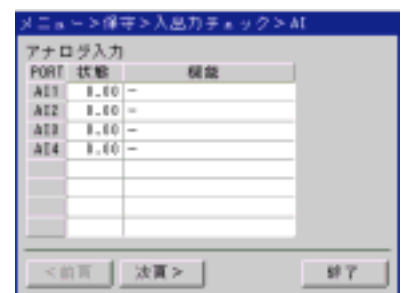 メニュー>保守>入出力チェック>AI
アナログ入力
PORT 状態 機能
AI1 0.00 -
AI2 0.00 -
AI3 0.00 -
AI4 0.00 -
<前頁 次頁> 終了